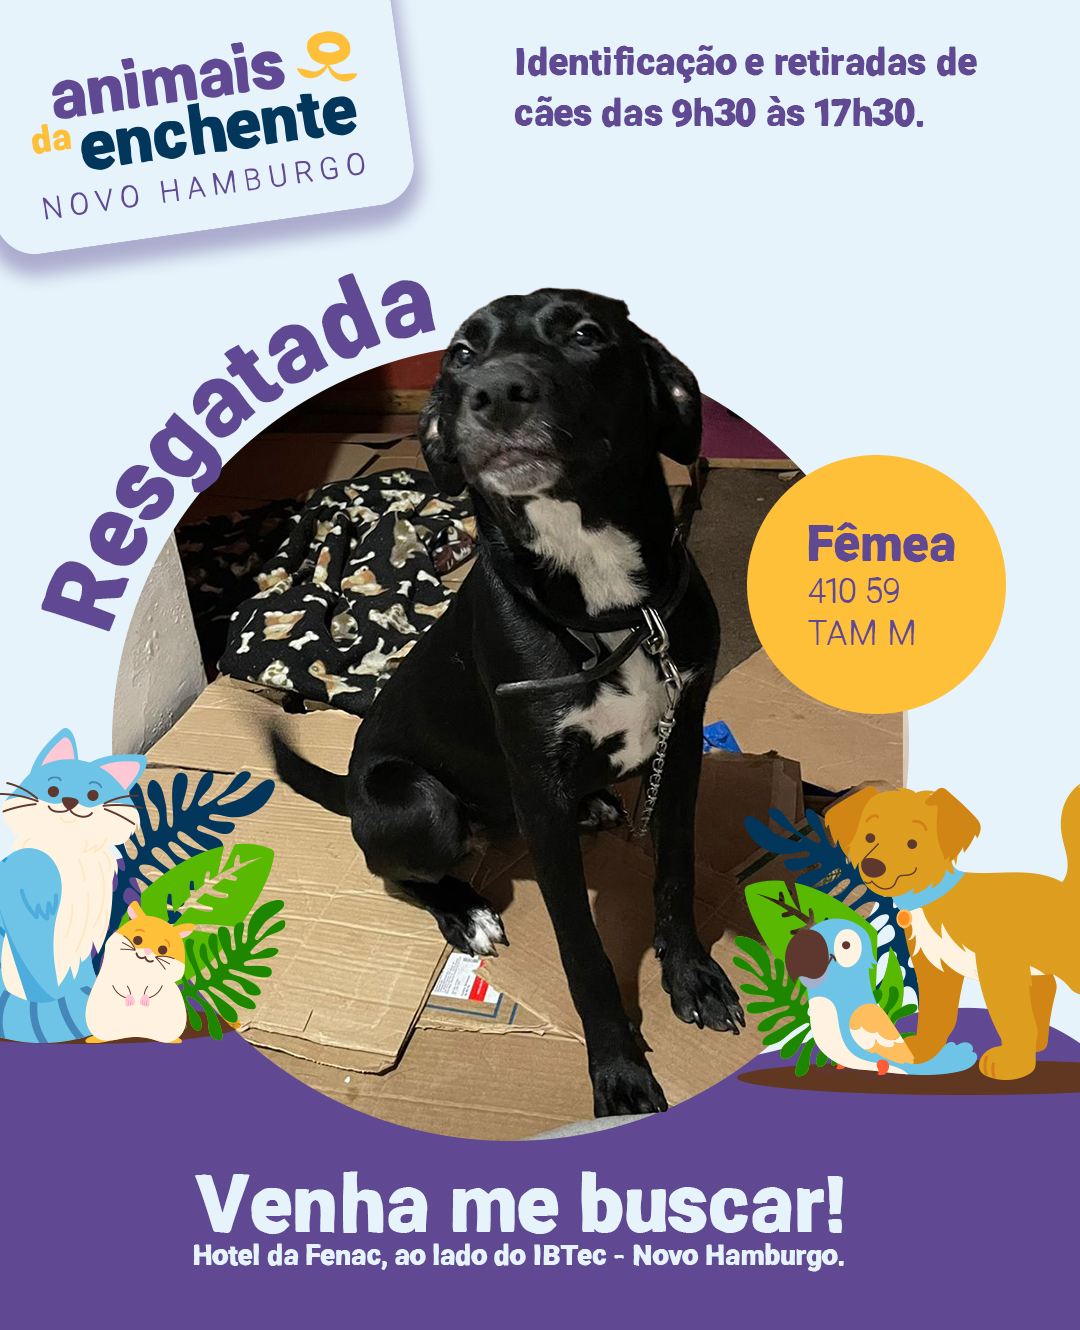 animais
da enchente
NOVO HAMBURGO
Identificação e retiradas de
cães das 9h30 às 17h30.
Resgatada
Fêmea
410 59
TAM M
Venha me buscar!
Hotel da Fenac, ao lado do IBTec - Novo Hamburgo.